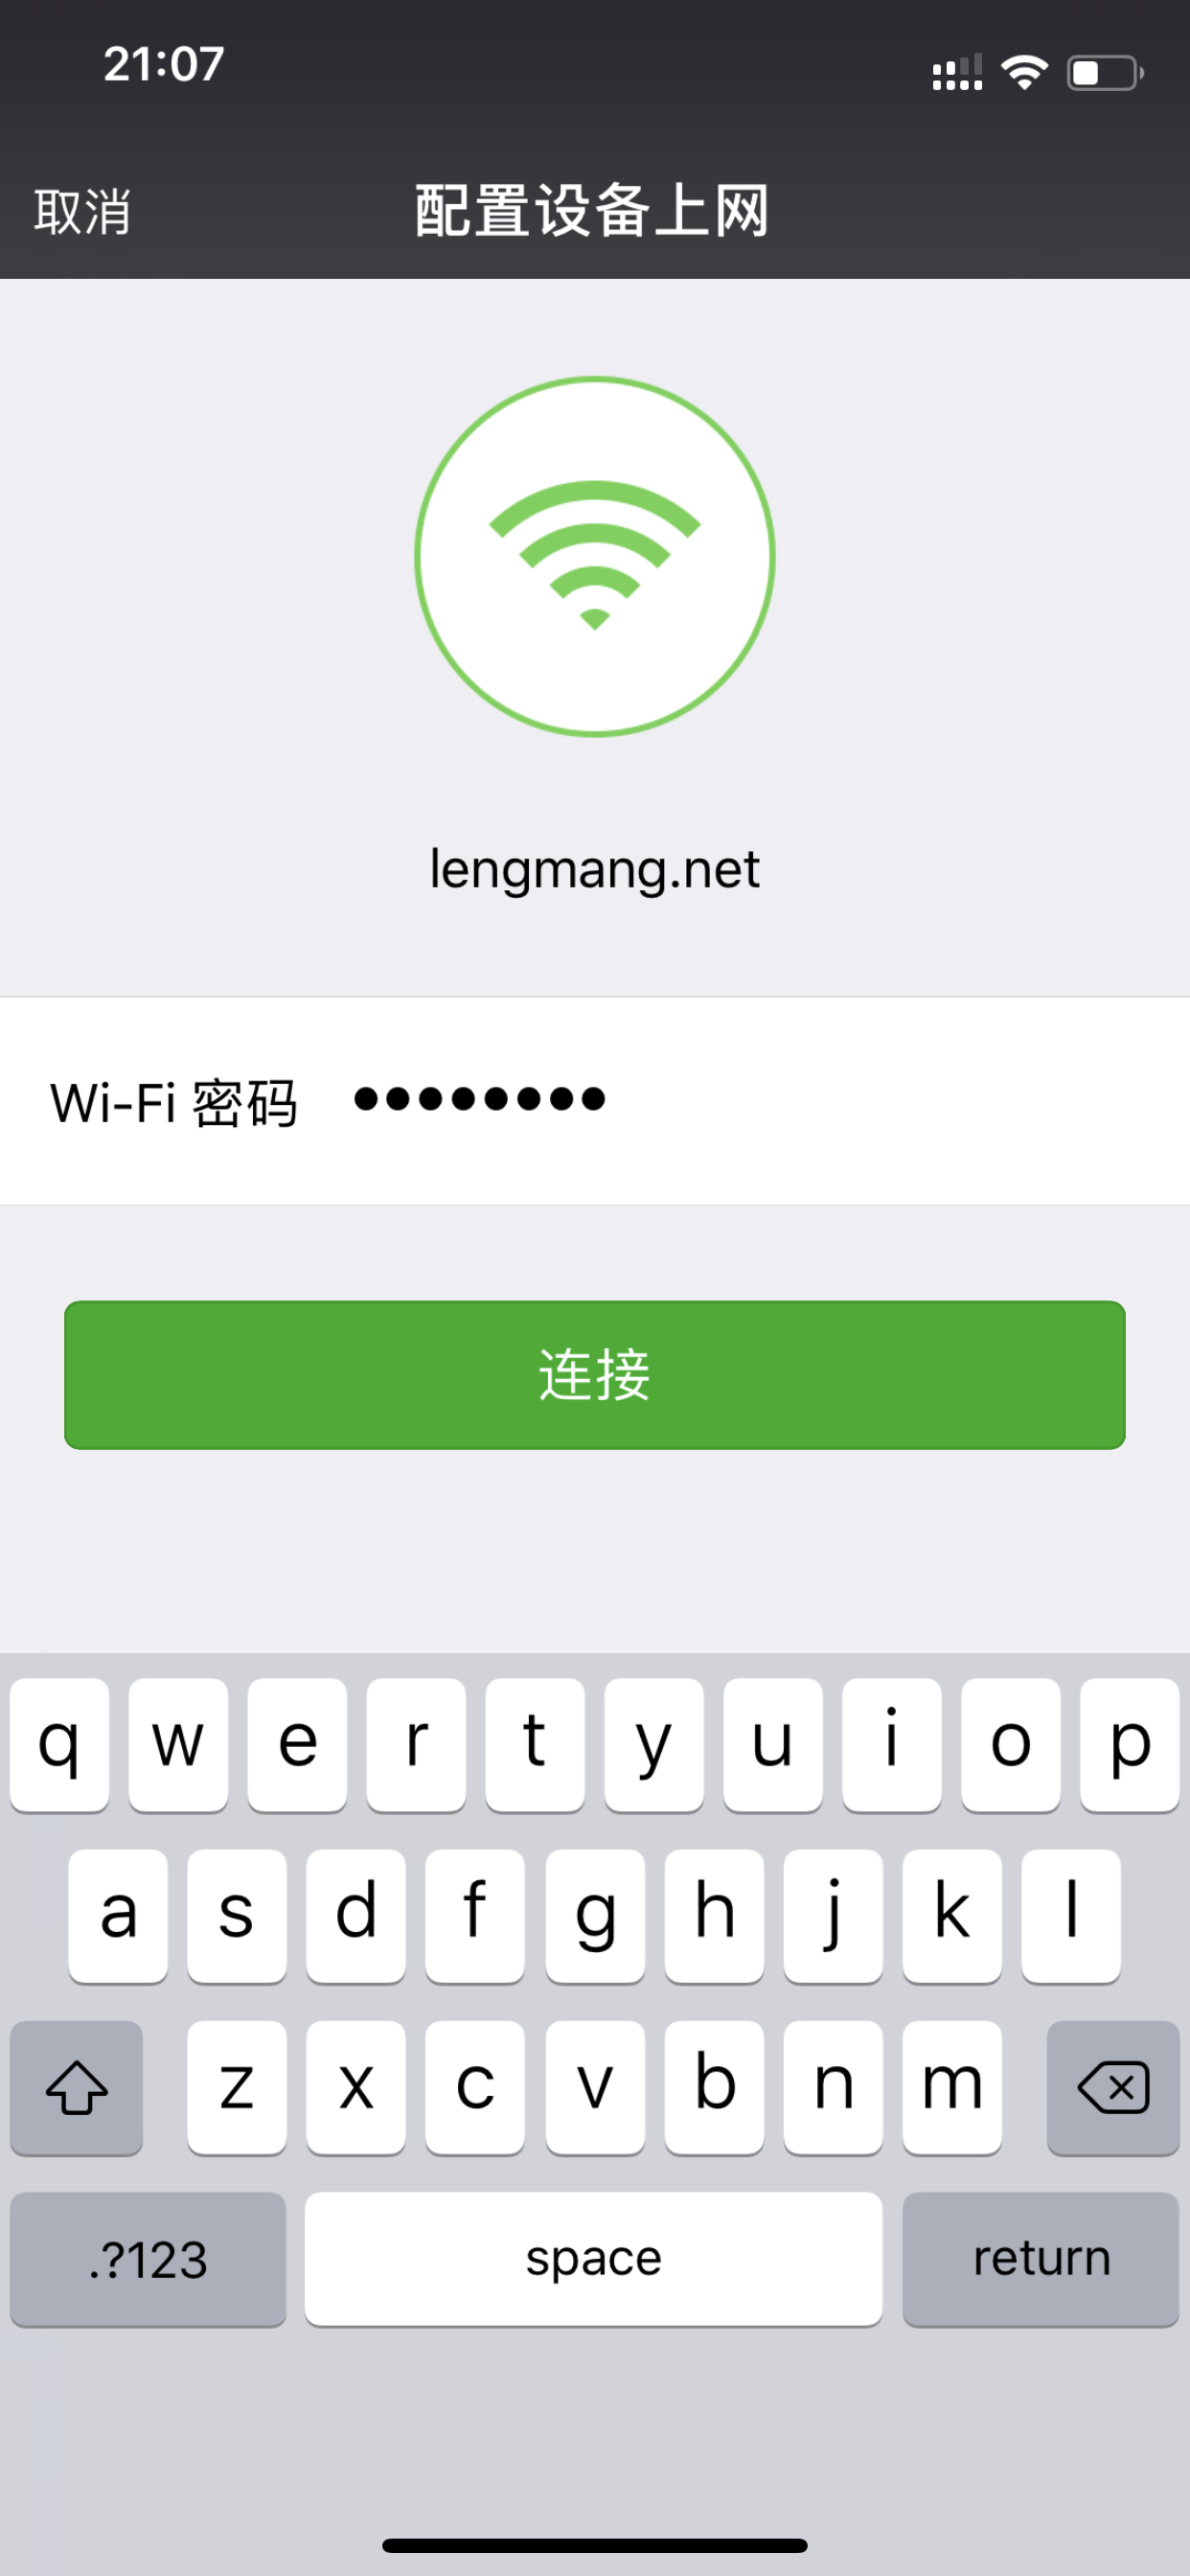 21:07
取消 配置设备上网
lengmang.net
Wi-Fi 密码 ●●●●●●●●
连接
q w e r t y u i o p
a s d f g h j k l
z x c v b n m
.?123 space return